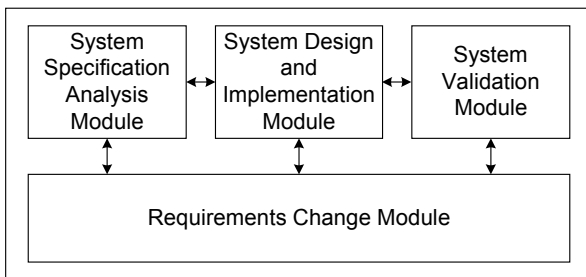 System
Specification
Analysis
Module
System Design
and
Implementation
Module
System
Validation
Module
Requirements Change Module